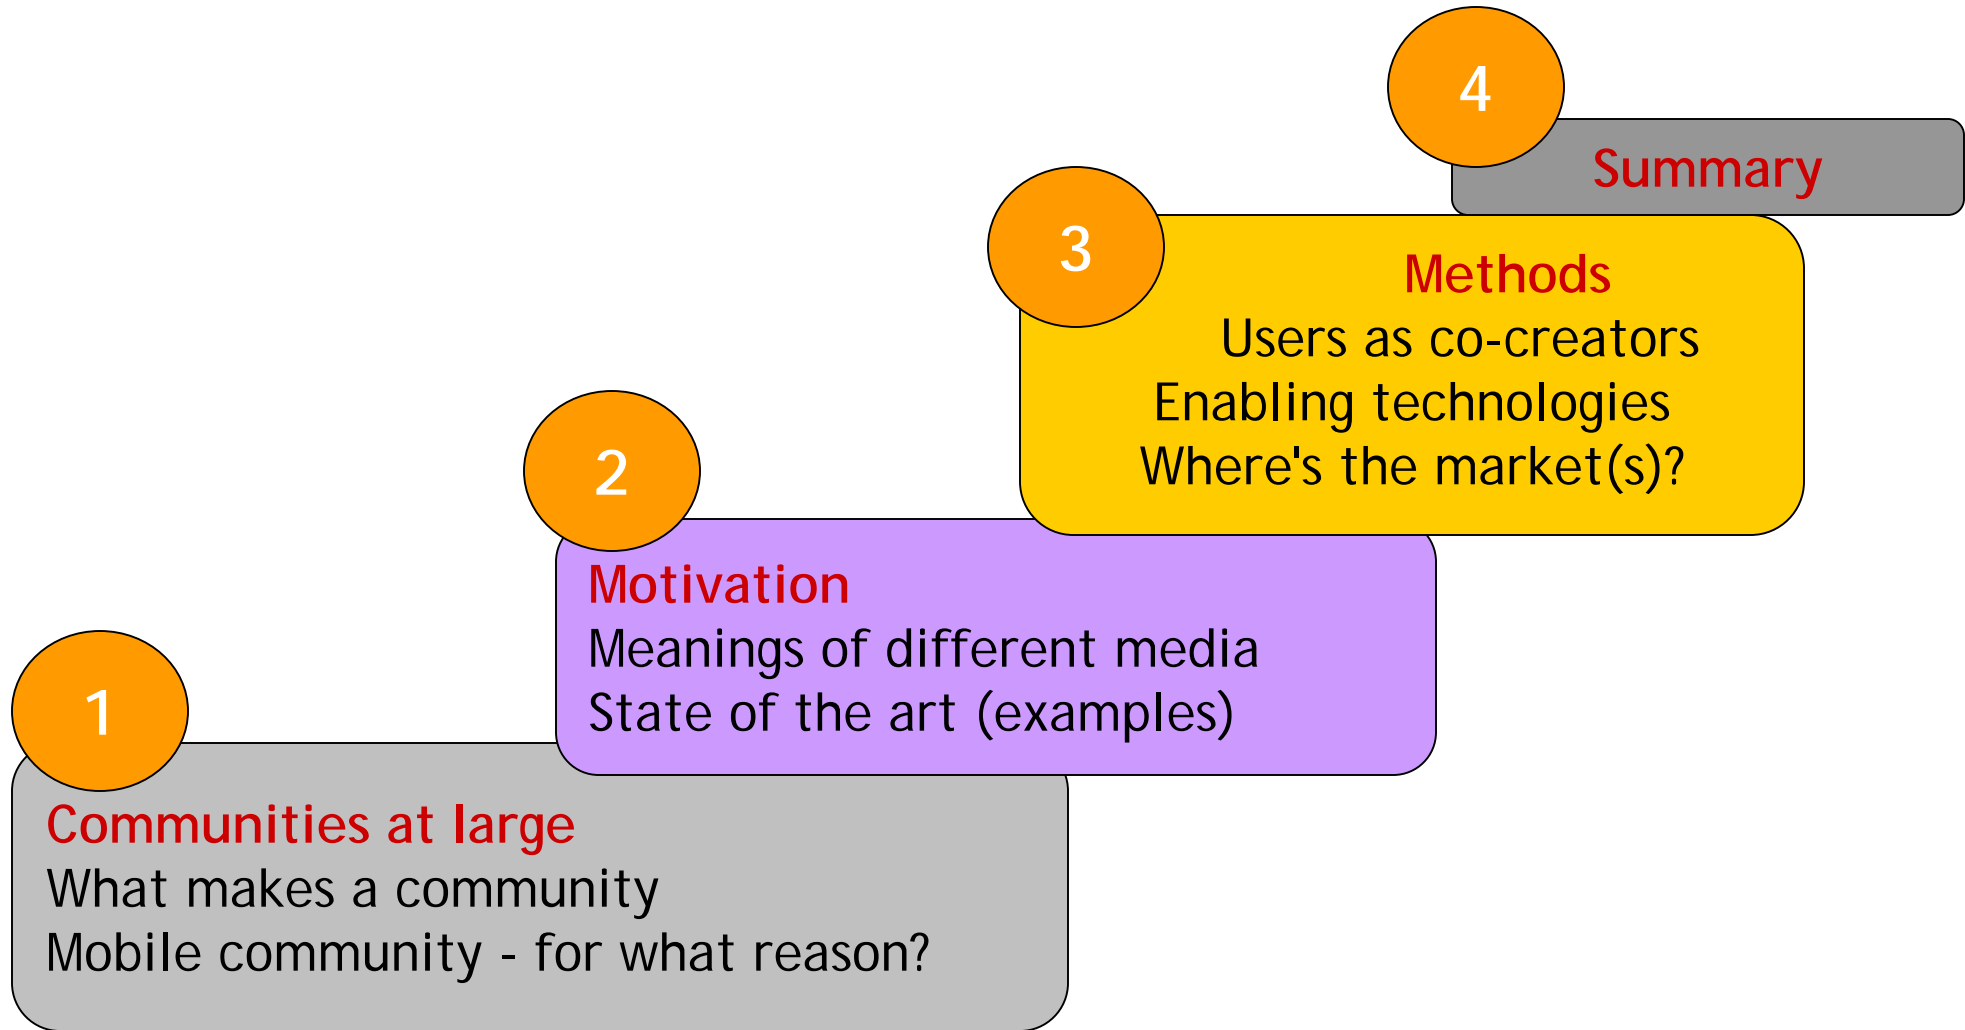 1
Communities at large
What makes a community
Mobile community - for what reason?
2
Motivation
Meanings of different media
State of the art (examples)
3
Methods
Users as co-creators
Enabling technologies
Where's the market(s)?
4
Summary